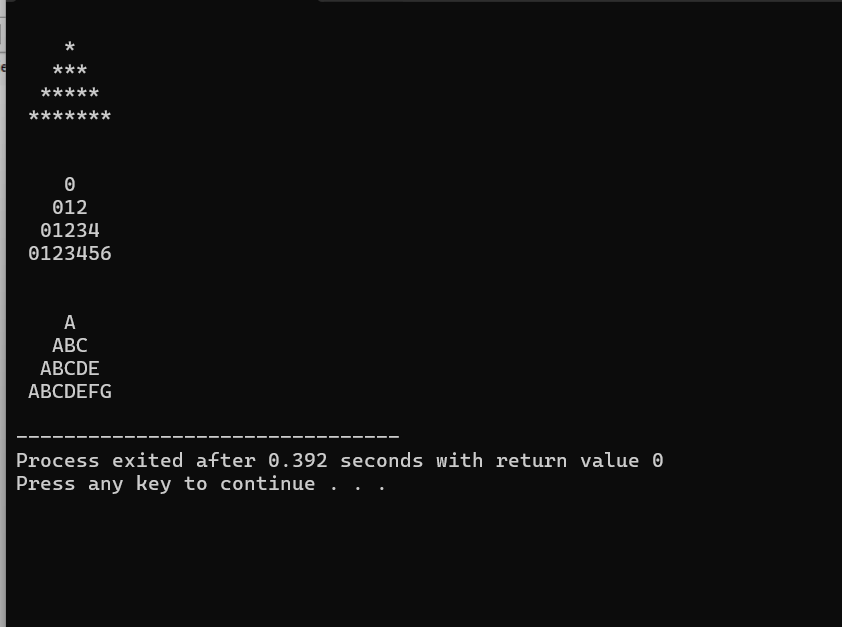 *
***
*****
*******
0
012
01234
0123456
A
ABC
ABCDE
ABCDEFG
--------------------------------
Process exited after 0.392 seconds with return value 0
Press any key to continue . . .